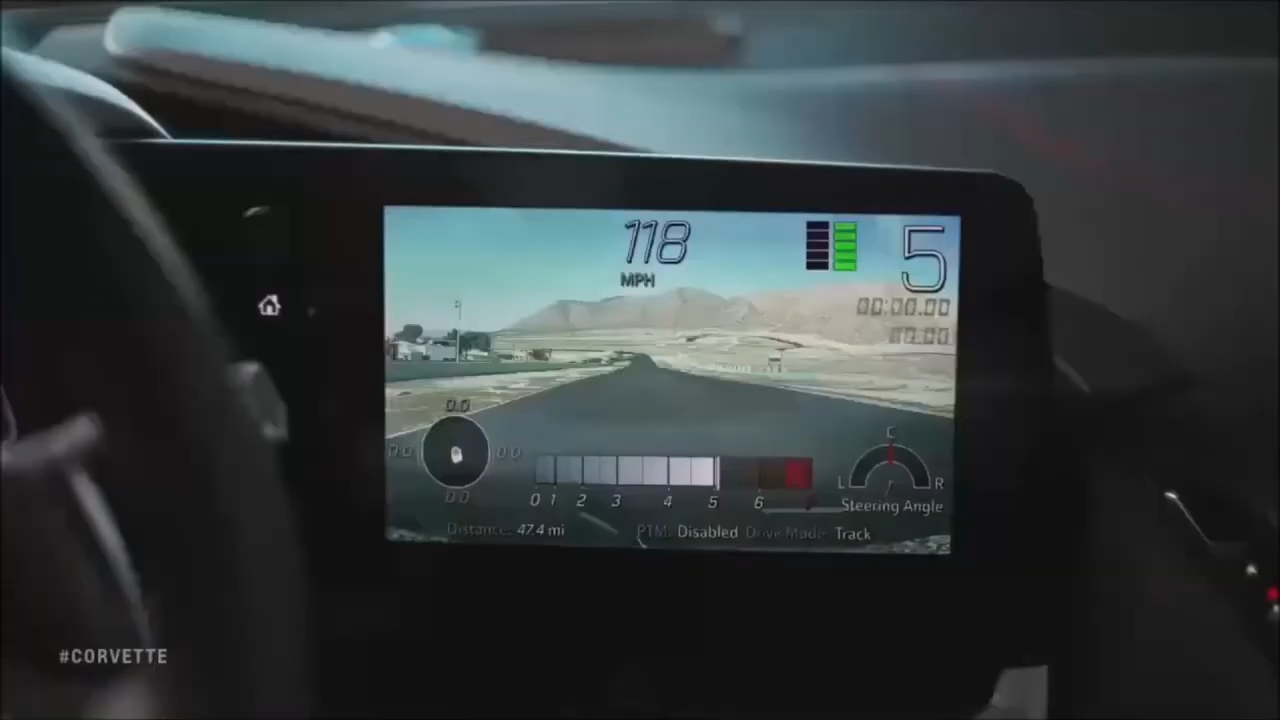 118
MPH
5
00:00.00
00.00
0.0
0.0 0.0
0.0
0 1 2 3 4 5 6
C
L R
Steering Angle
Distance: 47.4 mi PTM: Disabled Drive Mode: Track
#CORVETTE